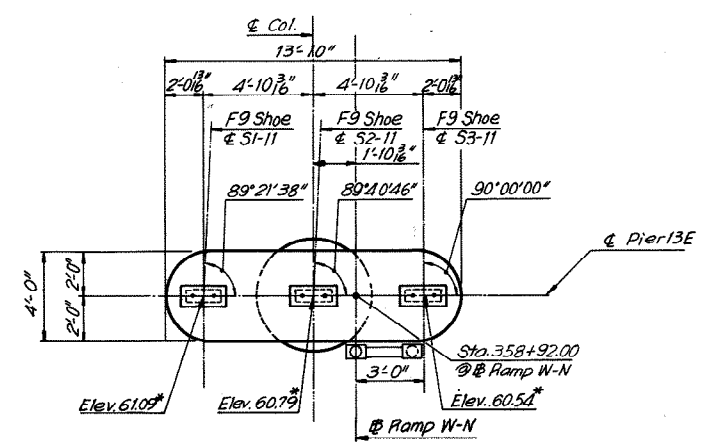 ℄ Col.
13'-10"
2'-0 13/16" 4'-10 3/16" 4'-10 3/16" 2'-0 13/16"
F9 Shoe
℄ S1-11
F9 Shoe
℄ S2-11
F9 Shoe
℄ S3-11
1'-10 3/16"
89°21'38"
89°40'46"
90°00'00"
℄ Pier 13E
4'-0"
2'-0"
2'-0"
Sta. 358+92.00
@ ⅊ Ramp W-N
3'-0"
Elev. 61.09*
Elev. 60.79*
Elev. 60.54*
⅊ Ramp W-N